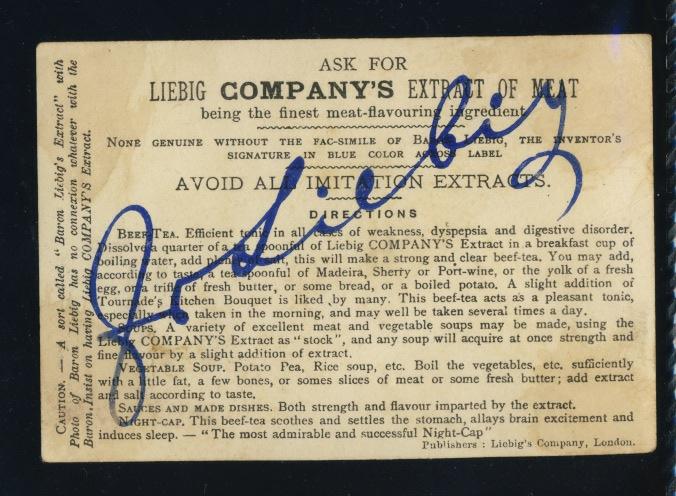 ASK FOR
LIEBIG COMPANY'S EXTRACT OF MEAT
being the finest meat-flavouring ingredient
NONE GENUINE WITHOUT THE FAC-SIMILE OF BARON LIEBIG, THE INVENTOR'S
SIGNATURE IN BLUE COLOR ACROSS LABEL
AVOID ALL IMITATION EXTRACTS.
DIRECTIONS
BEEF-TEA. Efficient tonic in all cases of weakness, dyspepsia and digestive disorder.
Dissolve a quarter of a tea spoonful of Liebig COMPANY'S Extract in a breakfast cup of
boiling water, add plenty of salt, this will make a strong and clear beef-tea. You may add,
according to taste a tea-spoonful of Madeira, Sherry or Port-wine, or the yolk of a fresh
egg, or a trifle of fresh butter, or some bread, or a boiled potato. A slight addition of
Tournade's Kitchen Bouquet is liked by many. This beef-tea acts as a pleasant tonic,
especially when taken in the morning, and may well be taken several times a day.
SOUPS. A variety of excellent meat and vegetable soups may be made, using the
Liebig COMPANY'S Extract as "stock", and any soup will acquire at once strength and
fine flavour by a slight addition of extract.
VEGETABLE SOUP. Potato Pea, Rice soup, etc. Boil the vegetables, etc. sufficiently
with a little fat, a few bones, or somes slices of meat or some fresh butter; add extract
and salt according to taste.
SAUCES AND MADE DISHES. Both strength and flavour imparted by the extract.
NIGHT-CAP. This beef-tea scothes and settles the stomach, allays brain excitement and
induces sleep. — "The most admirable and successful Night-Cap"
Publishers: Liebig's Company, London.
CAUTION. — A sort called "Baron Liebig's Extract" with
Photo of Baron Liebig has no connexion whatever with the
Baron. Insist on having Liebig COMPANY'S Extract.
J v Liebig